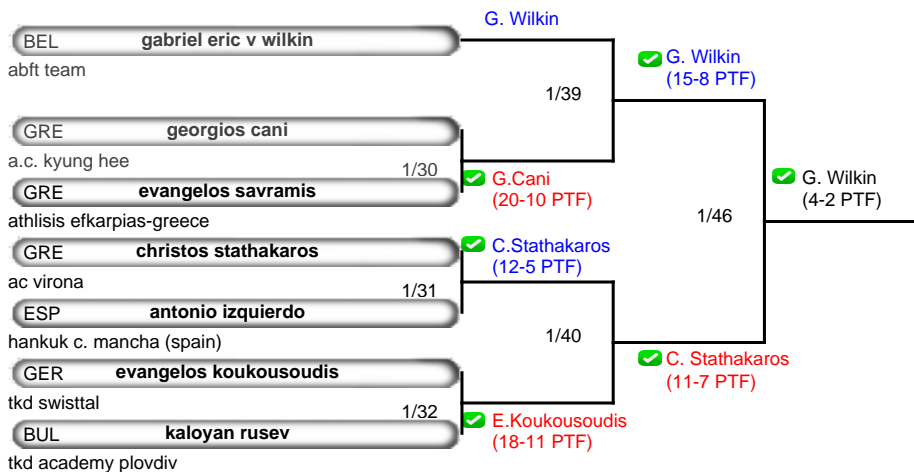 G. Wilkin
BEL gabriel eric v wilkin
abft team
G. Wilkin
(15-8 PTF)
1/39
GRE georgios cani
a.c. kyung hee
1/30
G.Cani
(20-10 PTF)
GRE evangelos savramis
athlisis efkarpias-greece
G. Wilkin
(4-2 PTF)
1/46
GRE christos stathakaros
ac virona
C.Stathakaros
(12-5 PTF)
1/31
ESP antonio izquierdo
hankuk c. mancha (spain)
1/40
GER evangelos koukousoudis
tkd swisttal
C. Stathakaros
(11-7 PTF)
1/32
E.Koukousoudis
(18-11 PTF)
BUL kaloyan rusev
tkd academy plovdiv